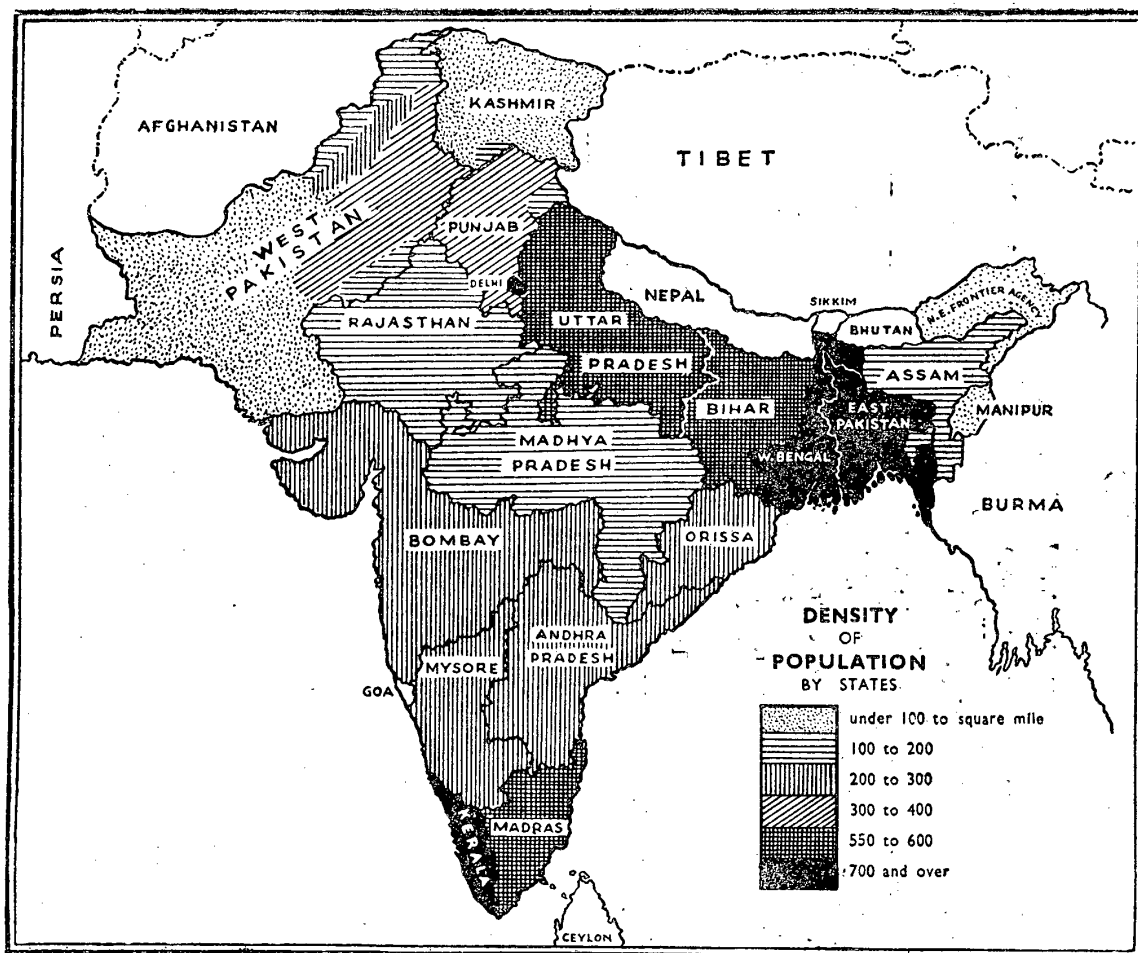 AFGHANISTAN
KASHMIR
TIBET
WEST
PAKISTAN
PUNJAB
PERSIA
DELHI
NEPAL
SIKKIM
BHUTAN
N.E. FRONTIER AGENCY
RAJASTHAN
UTTAR
PRADESH
ASSAM
BIHAR
EAST
PAKISTAN
MANIPUR
MADHYA
PRADESH
W. BENGAL
BURMA
BOMBAY
ORISSA
ANDHRA
PRADESH
MYSORE
GOA
KERALA
MADRAS
CEYLON
DENSITY
OF
POPULATION
BY STATES
under 100 to square mile
100 to 200
200 to 300
300 to 400
550 to 600
700 and over